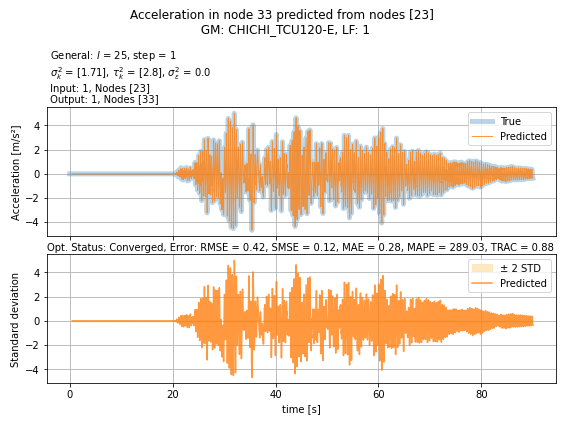 Acceleration in node 33 predicted from nodes [23]
GM: CHICHI_TCU120-E, LF: 1
General: l = 25, step = 1
σ²ₖ = [1.71], τ²ₖ = [2.8], σ²_ε = 0.0
Input: 1, Nodes [23]
Output: 1, Nodes [33]
Acceleration [m/s²]
4
2
0
−2
−4
True
Predicted
Opt. Status: Converged, Error: RMSE = 0.42, SMSE = 0.12, MAE = 0.28, MAPE = 289.03, TRAC = 0.88
Standard deviation
4
2
0
−2
−4
± 2 STD
Predicted
0 20 40 60 80
time [s]